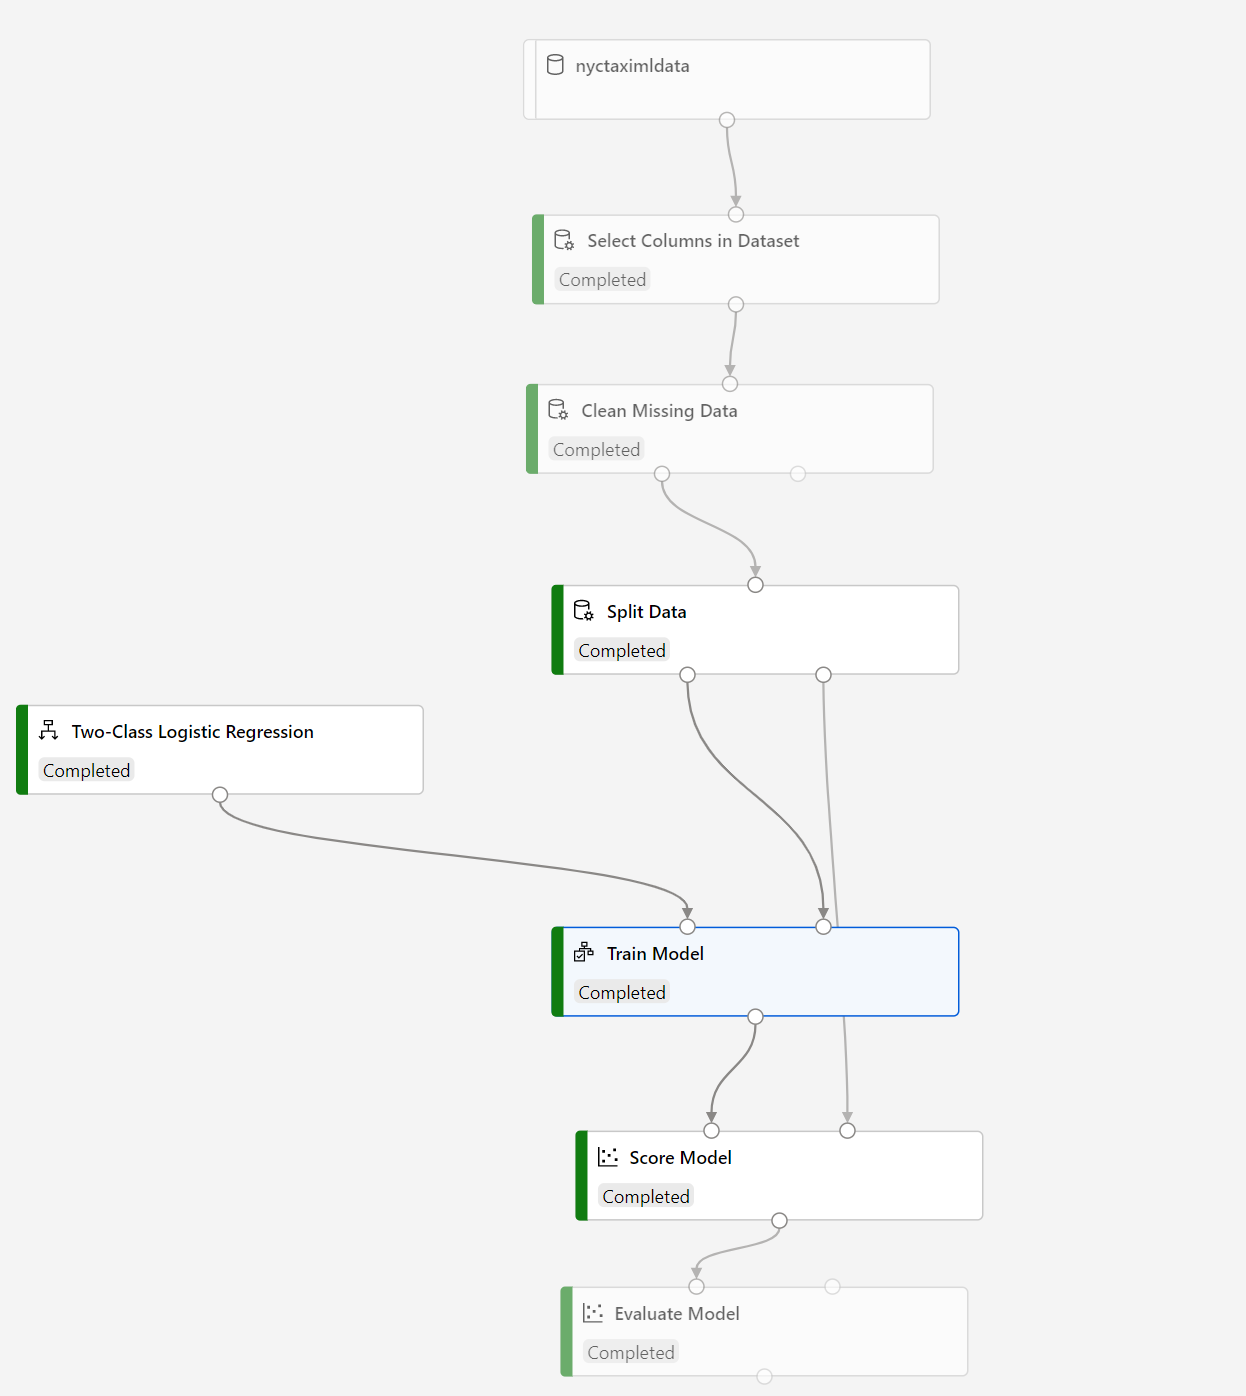 nyctaximldata
Select Columns in Dataset
Completed
Clean Missing Data
Completed
Split Data
Completed
Two-Class Logistic Regression
Completed
Train Model
Completed
Score Model
Completed
Evaluate Model
Completed